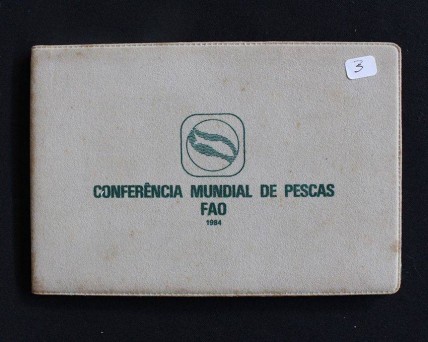 3
CONFERÊNCIA MUNDIAL DE PESCAS
FAO
1984